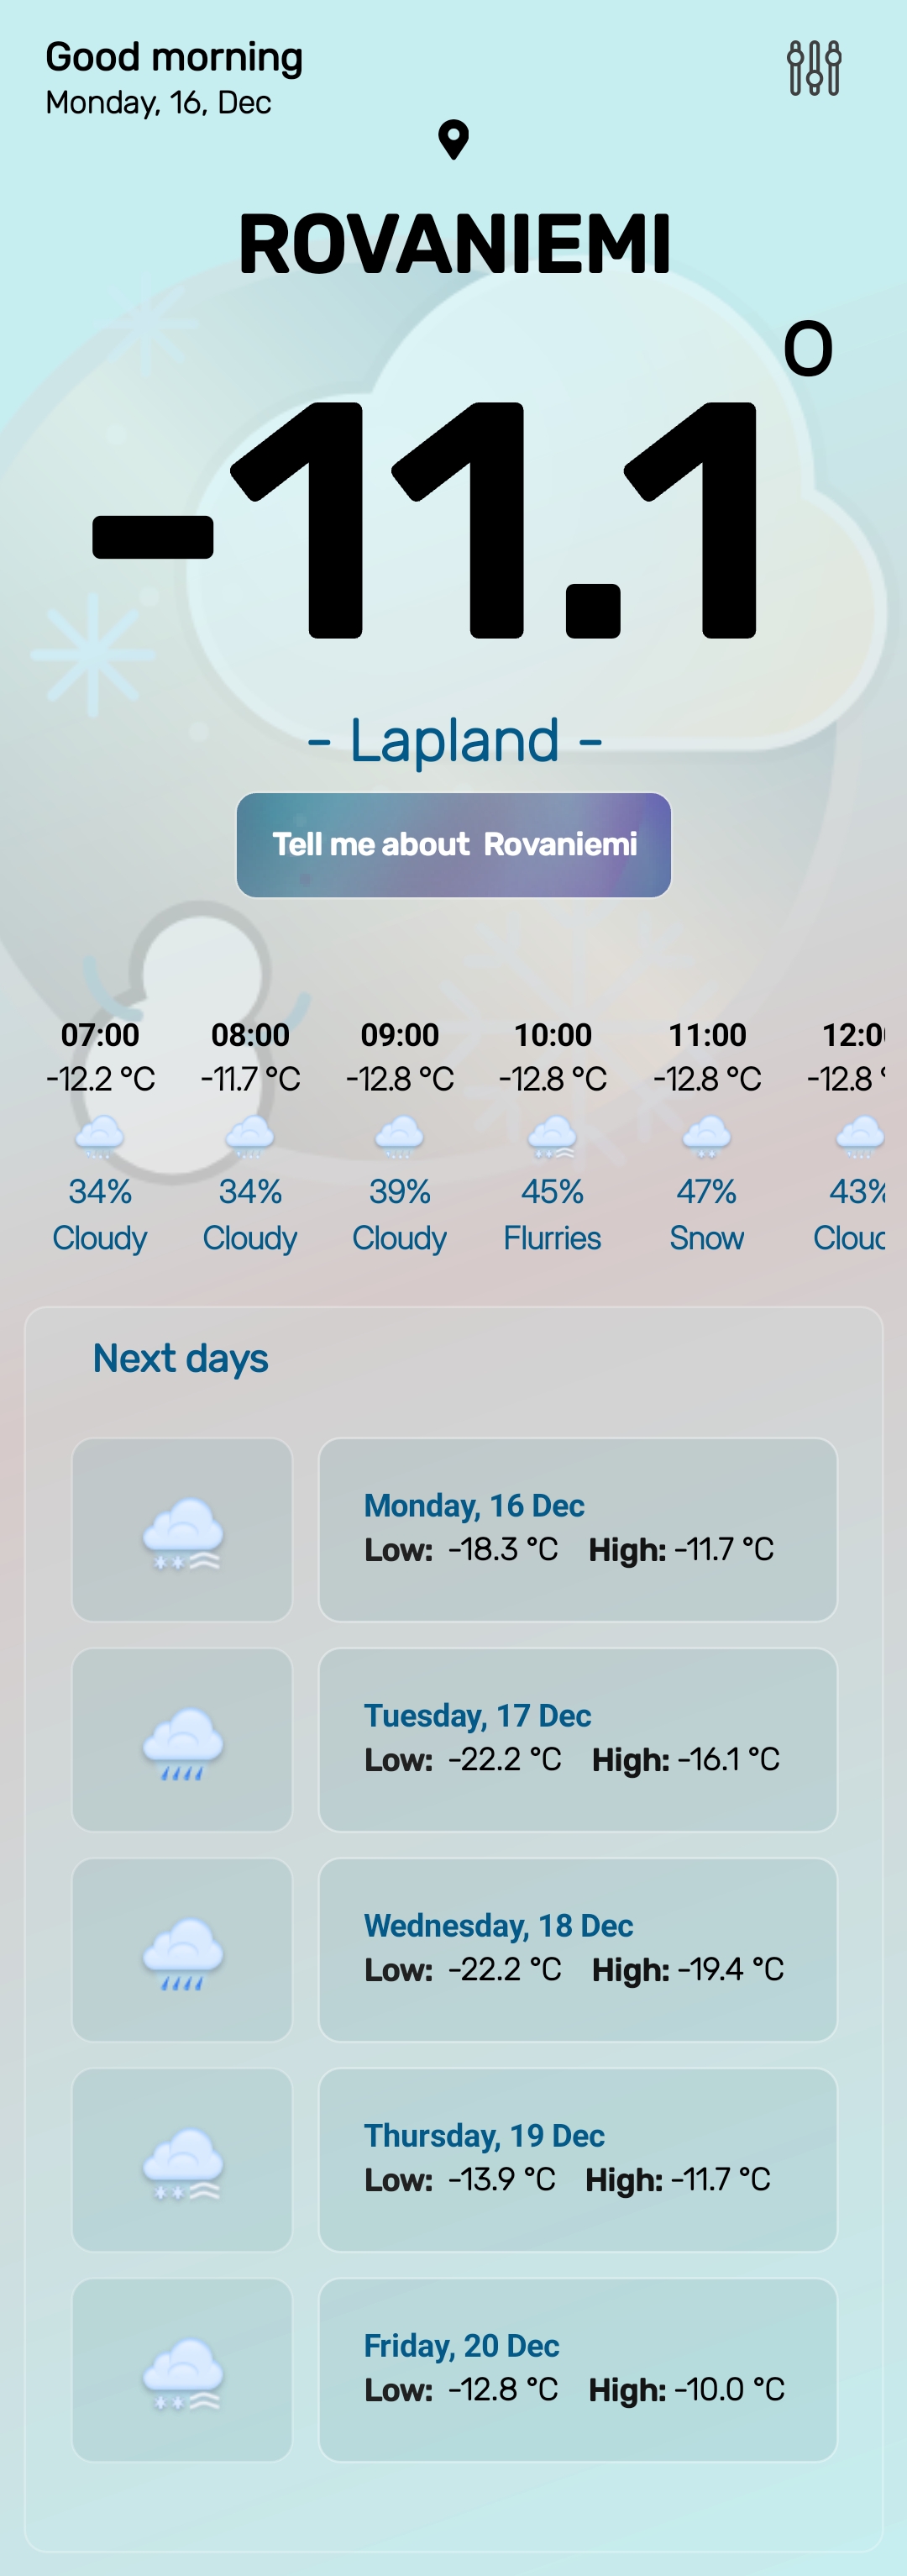 Good morning
Monday, 16, Dec
ROVANIEMI
-11.1°
- Lapland -
Tell me about Rovaniemi
07:00 08:00 09:00 10:00 11:00 12:00
-12.2 °C -11.7 °C -12.8 °C -12.8 °C -12.8 °C -12.8 °
34% 34% 39% 45% 47% 43%
Cloudy Cloudy Cloudy Flurries Snow Cloud
Next days
Monday, 16 Dec
Low: -18.3 °C High: -11.7 °C
Tuesday, 17 Dec
Low: -22.2 °C High: -16.1 °C
Wednesday, 18 Dec
Low: -22.2 °C High: -19.4 °C
Thursday, 19 Dec
Low: -13.9 °C High: -11.7 °C
Friday, 20 Dec
Low: -12.8 °C High: -10.0 °C